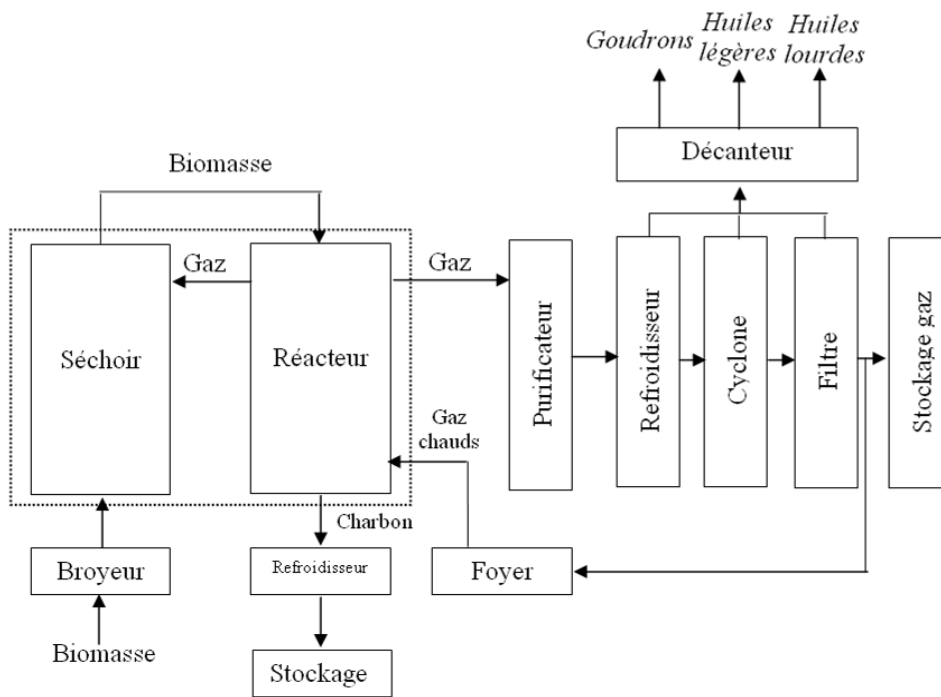 Goudrons
Huiles
légères
Huiles
lourdes
Décanteur
Biomasse
Gaz
Gaz
Séchoir
Réacteur
Purificateur
Refroidisseur
Cyclone
Filtre
Stockage gaz
Gaz
chauds
Charbon
Broyeur
Refroidisseur
Foyer
Biomasse
Stockage